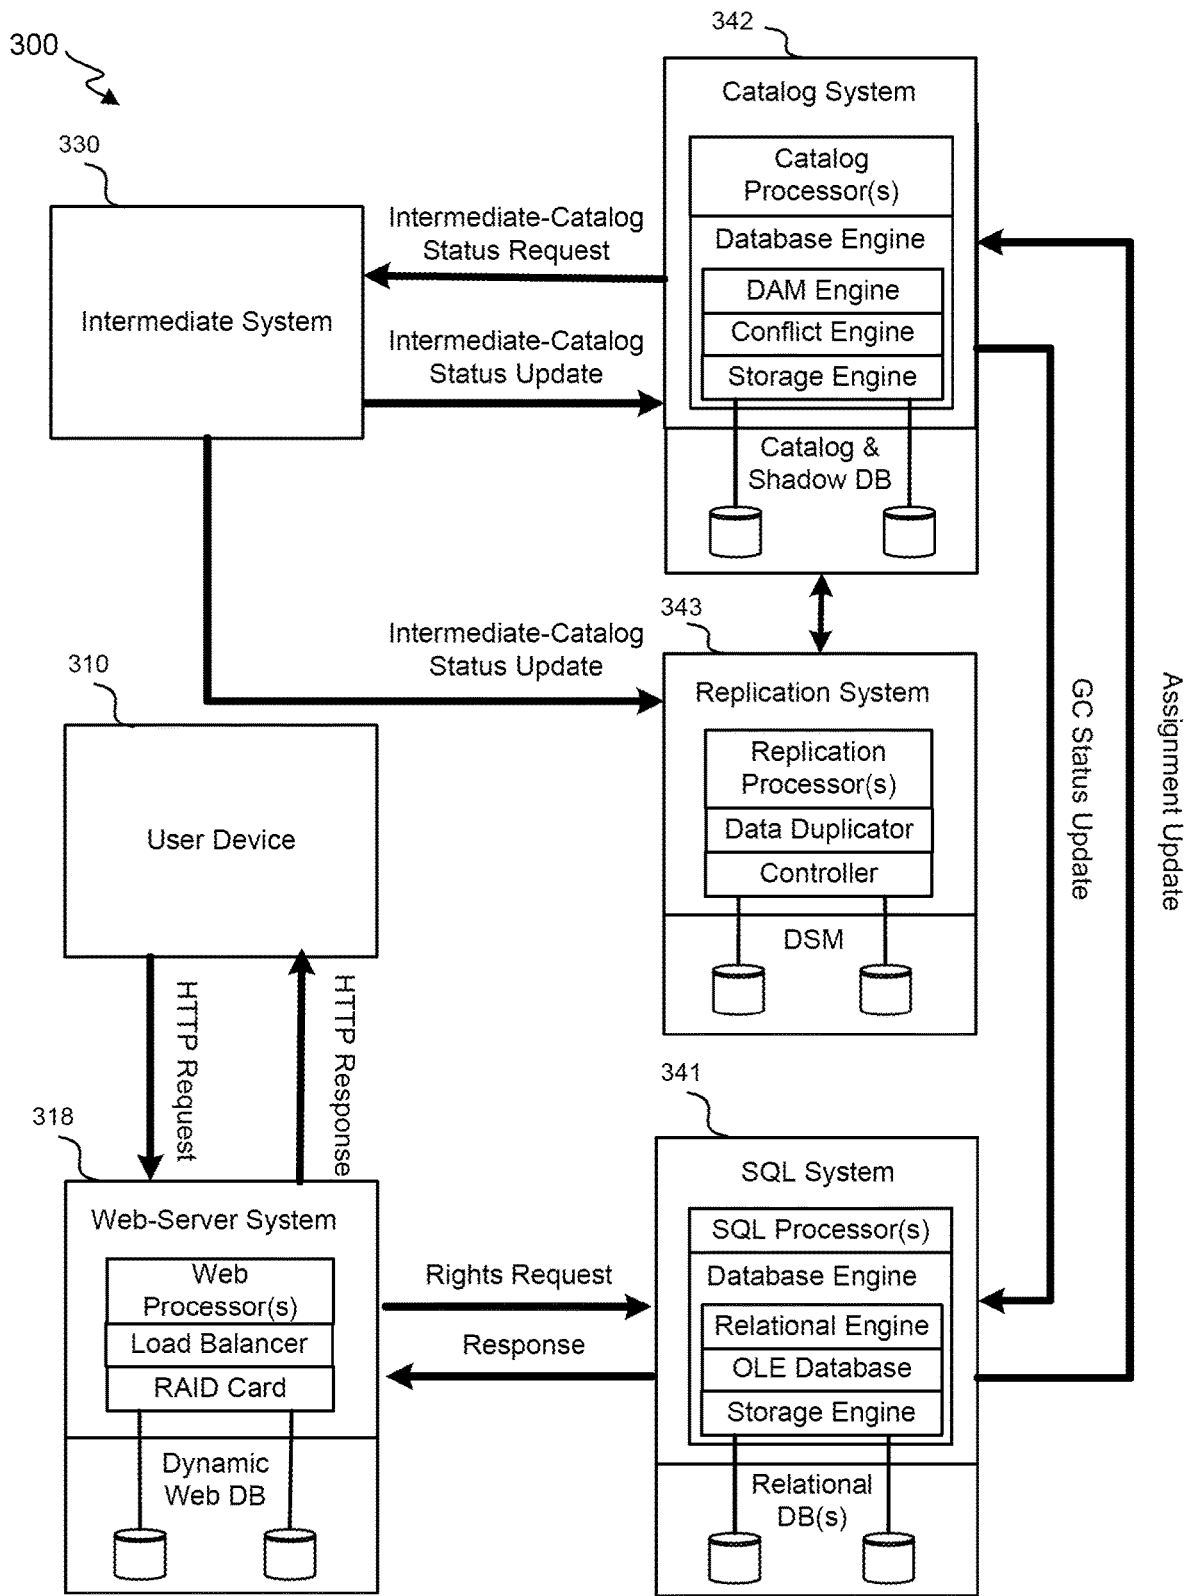 300
342
Catalog System
Catalog
Processor(s)
Database Engine
DAM Engine
Conflict Engine
Storage Engine
Catalog &
Shadow DB
330
Intermediate System
Intermediate-Catalog
Status Request
Intermediate-Catalog
Status Update
Intermediate-Catalog
Status Update
343
Replication System
Replication
Processor(s)
Data Duplicator
Controller
DSM
GC Status Update
Assignment Update
310
User Device
HTTP Request
HTTP Response
318
Web-Server System
Web
Processor(s)
Load Balancer
RAID Card
Dynamic
Web DB
Rights Request
Response
341
SQL System
SQL Processor(s)
Database Engine
Relational Engine
OLE Database
Storage Engine
Relational
DB(s)